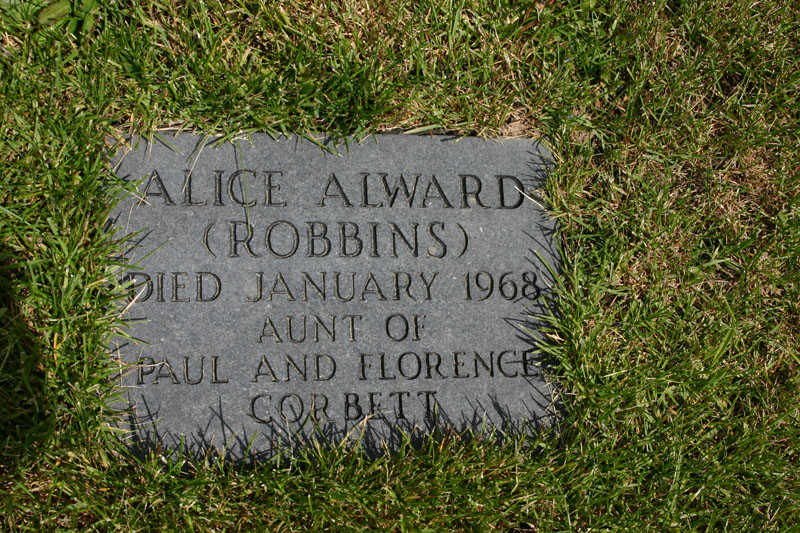 ALICE ALWARD
(ROBBINS)
DIED JANUARY 1968
AUNT OF
PAUL AND FLORENCE
CORBETT